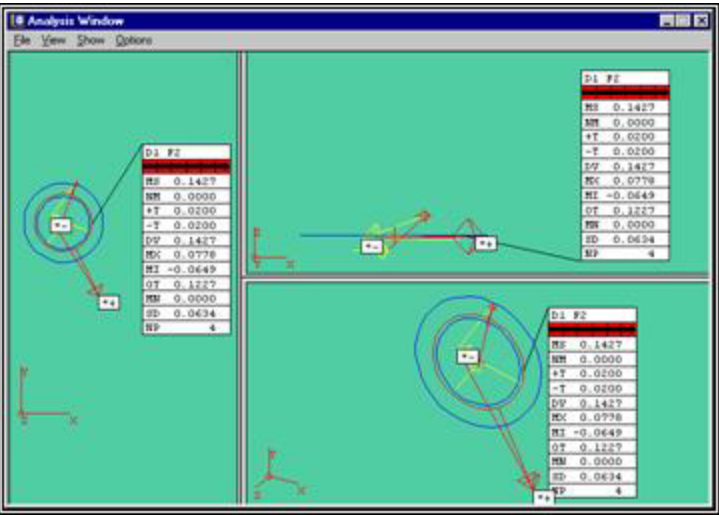 Analysis Window
File View Show Options
D1 F2
MS 0.1427
NM 0.0000
+T 0.0200
-T 0.0200
DV 0.1427
MX 0.0778
MI -0.0649
OT 0.1227
MN 0.0000
SD 0.0634
NP 4
*-
*+
Y
Z X
D1 F2
MS 0.1427
NM 0.0000
+T 0.0200
-T 0.0200
DV 0.1427
MX 0.0778
MI -0.0649
OT 0.1227
MN 0.0000
SD 0.0634
NP 4
*-
*+
Z
Y X
D1 F2
MS 0.1427
NM 0.0000
+T 0.0200
-T 0.0200
DV 0.1427
MX 0.0778
MI -0.0649
OT 0.1227
MN 0.0000
SD 0.0634
NP 4
*-
*+
Y
Z X